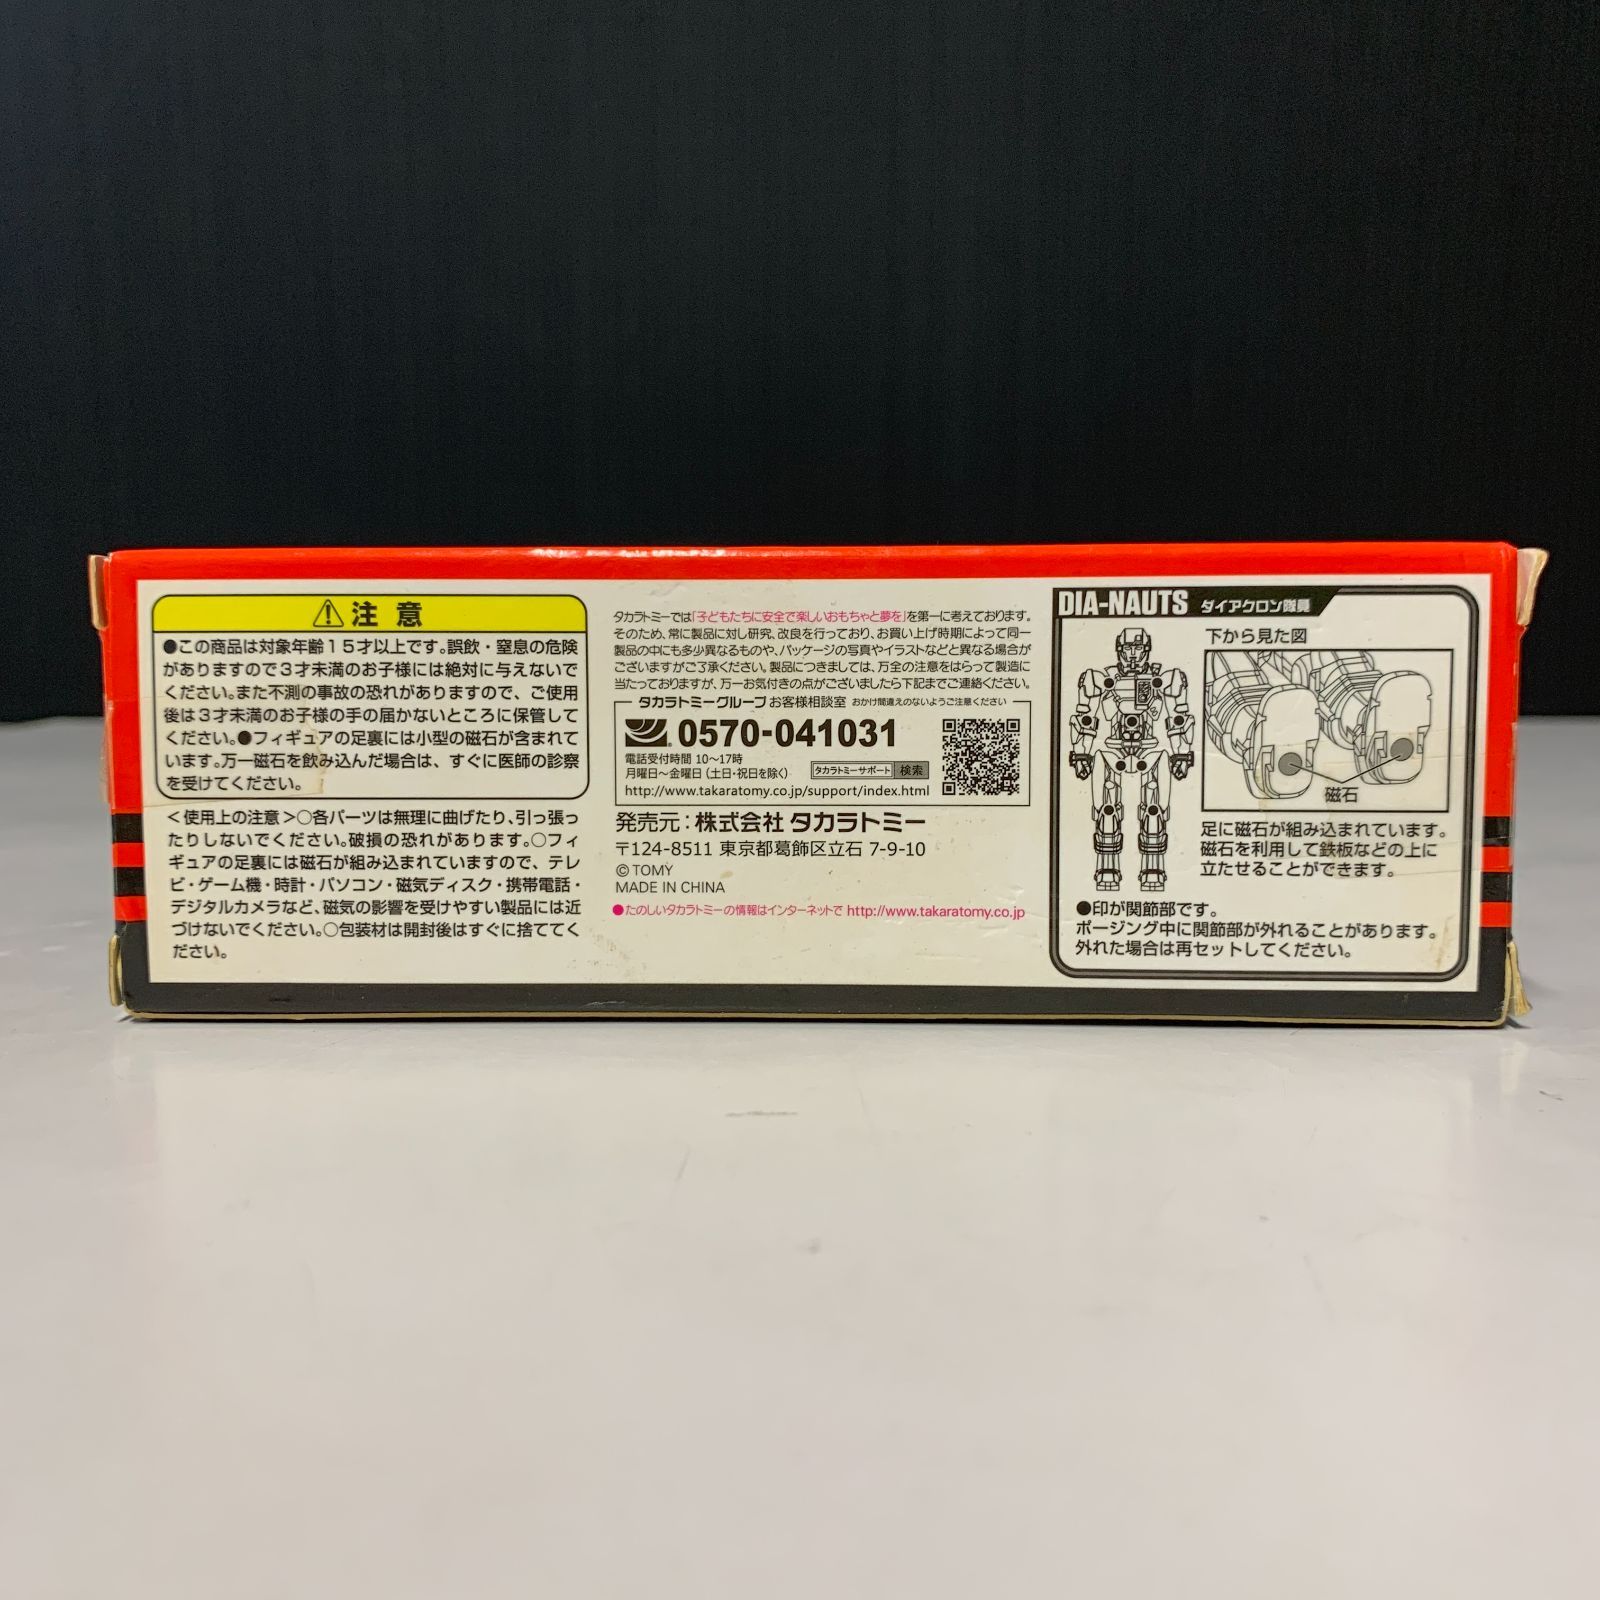 ⚠注意
●この商品は対象年齢15才以上です。誤飲・窒息の危険
がありますので3才未満のお子様には絶対に与えないで
ください。また不測の事故の恐れがありますので、ご使用
後は3才未満のお子様の手の届かないところに保管して
ください。●フィギュアの足裏には小型の磁石が含まれて
います。万一磁石を飲み込んだ場合は、すぐに医師の診察
を受けてください。
<使用上の注意>○各パーツは無理に曲げたり、引っ張っ
たりしないでください。破損の恐れがあります。○フィ
ギュアの足裏には磁石が組み込まれていますので、テレ
ビ・ゲーム機・時計・パソコン・磁気ディスク・携帯電話・
デジタルカメラなど、磁気の影響を受けやすい製品には近
づけないでください。○包装材は開封後はすぐに捨ててく
ださい。
タカラトミーでは「子どもたちに安全で楽しいおもちゃと夢を」を第一に考えております。
そのため、常に製品に対し研究、改良を行っており、お買い上げ時期によって同一
製品の中にも多少異なるものや、パッケージの写真やイラストなどと異なる場合が
ございますがご了承ください。製品につきましては、万全の注意をはらって製造に
当たっておりますが、万一お気付きの点がございましたら下記までご連絡ください。
タカラトミーグループ お客様相談室 おかけ間違えのないようご注意ください
0570-041031
電話受付時間 10〜17時
月曜日〜金曜日(土日・祝日を除く) タカラトミーサポート 検索
http://www.takaratomy.co.jp/support/index.html
発売元:株式会社 タカラトミー
〒124-8511 東京都葛飾区立石 7-9-10
©TOMY
MADE IN CHINA
●たのしいタカラトミーの情報はインターネットで http://www.takaratomy.co.jp
DIA-NAUTS ダイアクロン隊員
下から見た図
磁石
足に磁石が組み込まれています。
磁石を利用して鉄板などの上に
立たせることができます。
●印が関節部です。
ポージング中に関節部が外れることがあります。
外れた場合は再セットしてください。